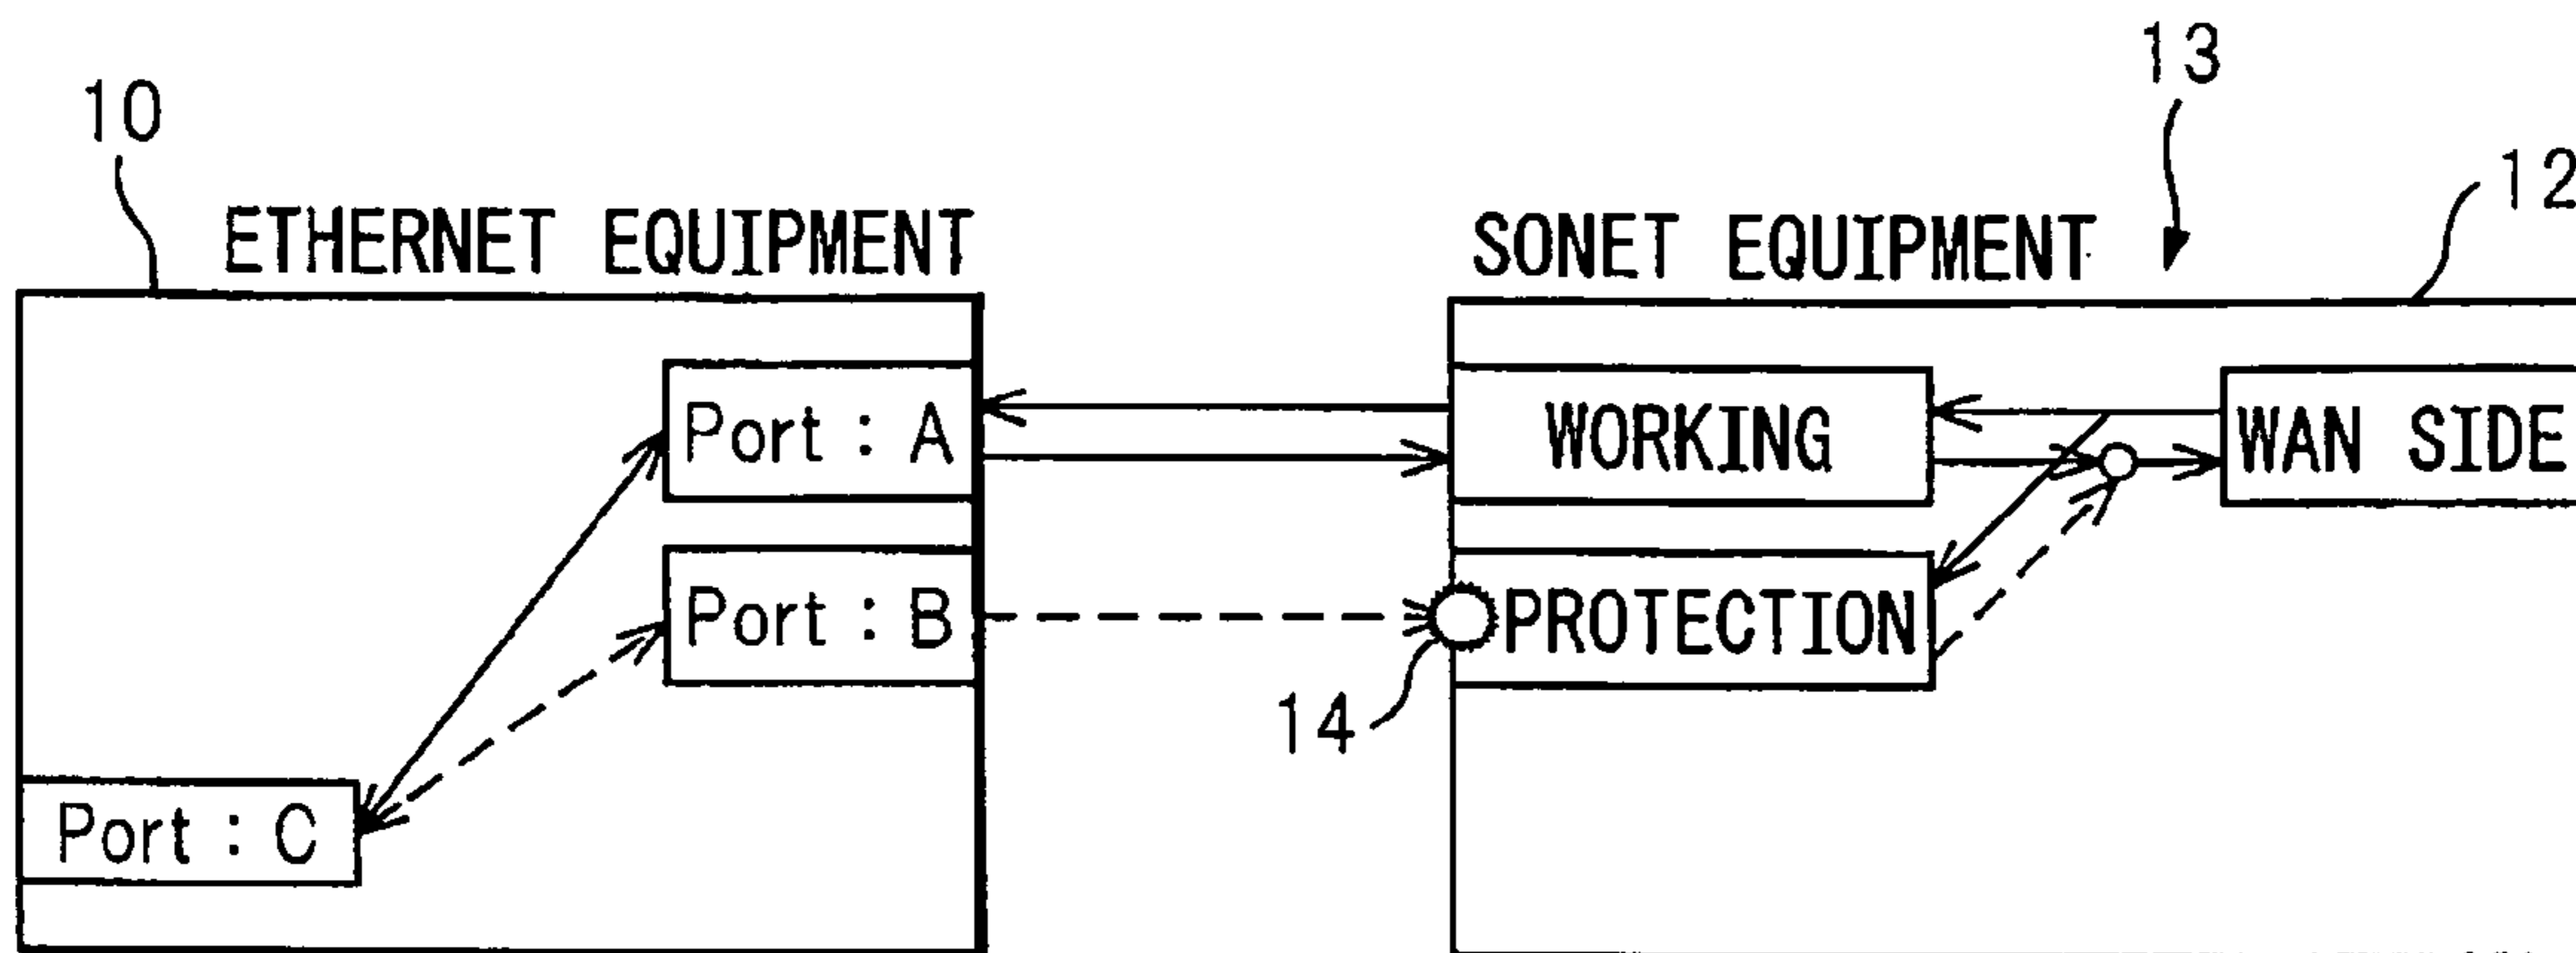 13
10
12
ETHERNET EQUIPMENT
SONET EQUIPMENT
Port : A
WORKING
WAN SIDE
Port : B
PROTECTION
14
Port : C